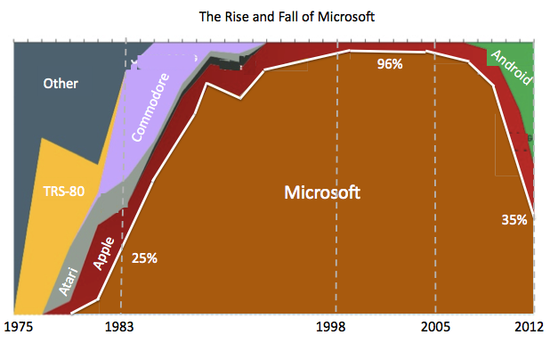 The Rise and Fall of Microsoft
Other
TRS-80
Atari
Apple
Commodore
Microsoft
Android
25%
96%
35%
1975
1983
1998
2005
2012